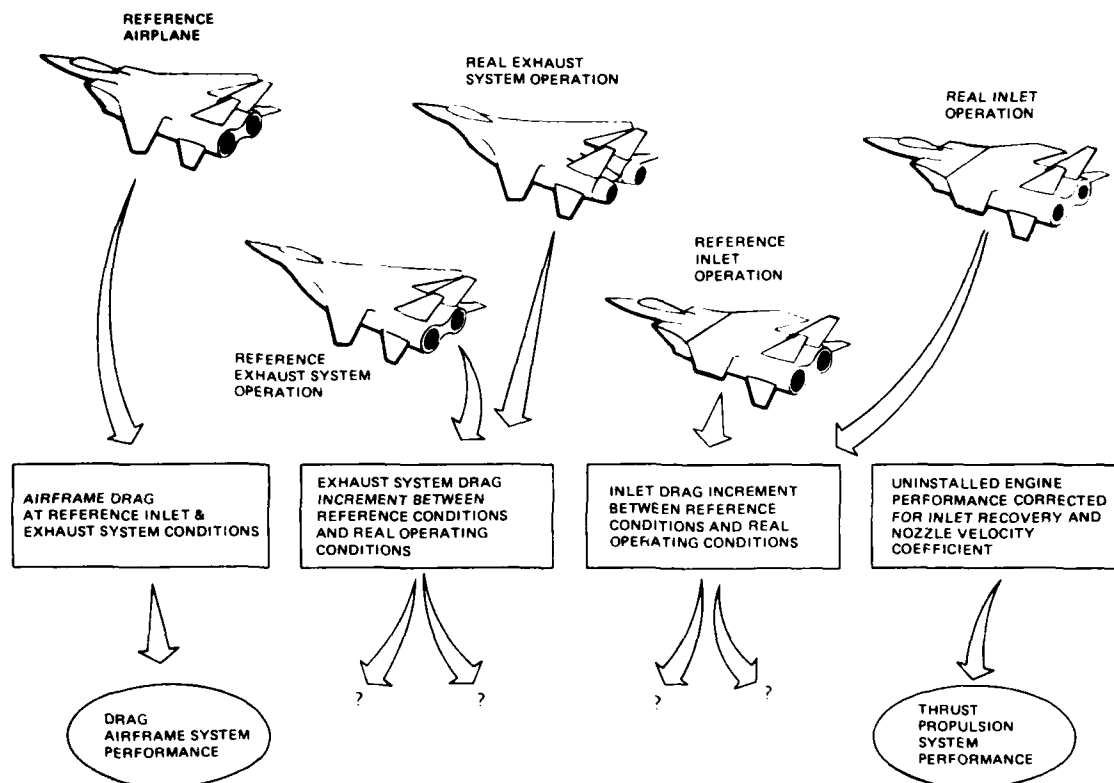 REFERENCE
AIRPLANE
REAL EXHAUST
SYSTEM OPERATION
REAL INLET
OPERATION
REFERENCE
INLET
OPERATION
REFERENCE
EXHAUST SYSTEM
OPERATION
AIRFRAME DRAG
AT REFERENCE INLET &
EXHAUST SYSTEM CONDITIONS
EXHAUST SYSTEM DRAG
INCREMENT BETWEEN
REFERENCE CONDITIONS
AND REAL OPERATING
CONDITIONS
INLET DRAG INCREMENT
BETWEEN REFERENCE
CONDITIONS AND REAL
OPERATING CONDITIONS
UNINSTALLED ENGINE
PERFORMANCE CORRECTED
FOR INLET RECOVERY AND
NOZZLE VELOCITY
COEFFICIENT
?
?
?
?
DRAG
AIRFRAME SYSTEM
PERFORMANCE
THRUST
PROPULSION
SYSTEM
PERFORMANCE